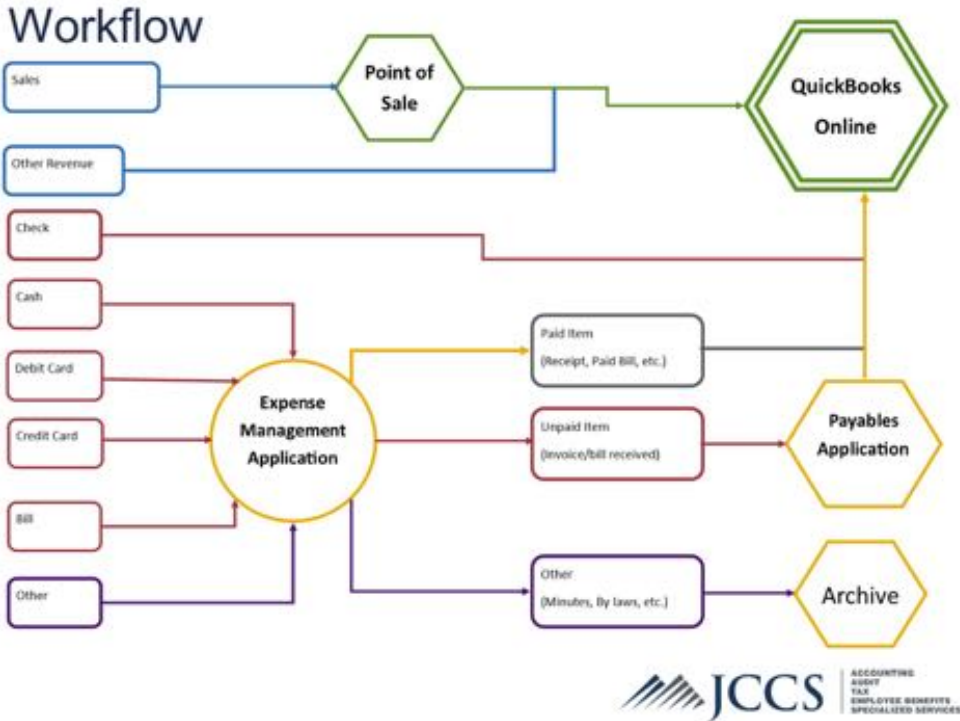 Workflow
Sales
Point of
Sale
QuickBooks
Online
Other Revenue
Check
Cash
Debit Card
Credit Card
Bill
Other
Expense
Management
Application
Paid Item
(Receipt, Paid Bill, etc.)
Unpaid Item
(Invoice/bill received)
Other
(Minutes, By laws, etc.)
Payables
Application
Archive
JCCS
ACCOUNTING
AUDIT
TAX
EMPLOYEE BENEFITS
SPECIALIZED SERVICES